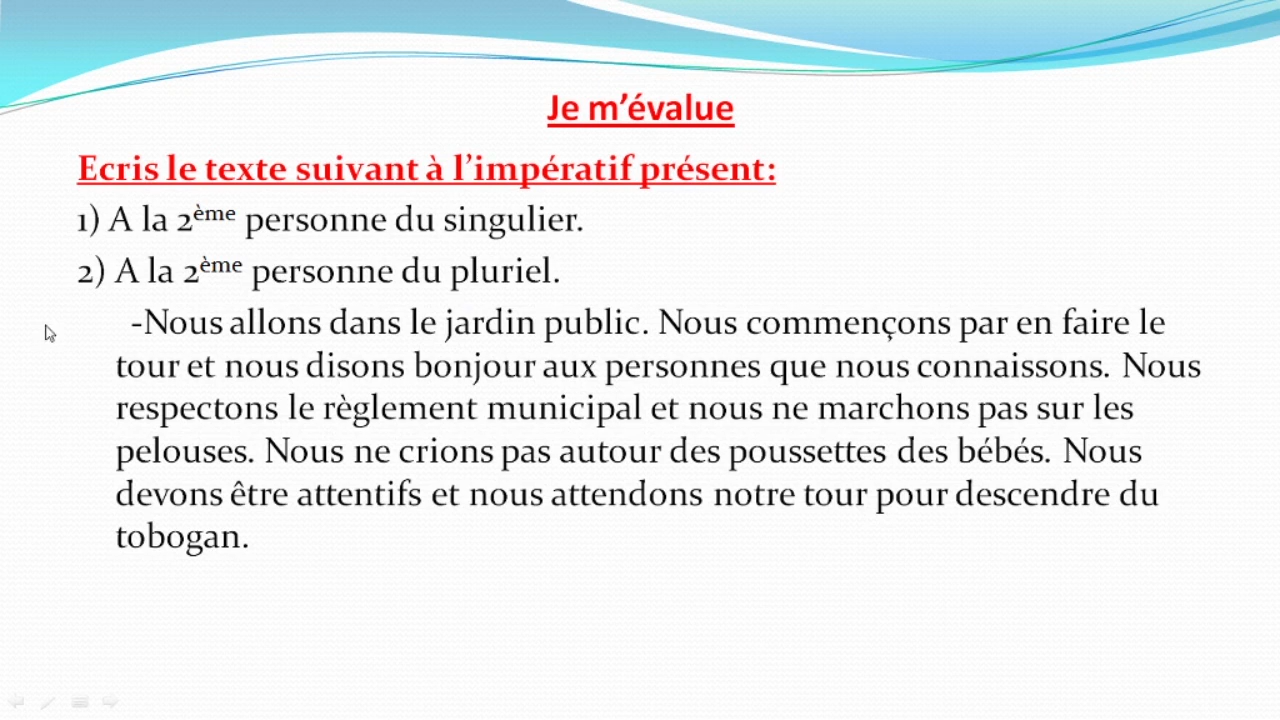 Je m’évalue
Ecris le texte suivant à l’impératif présent:
1) A la 2ème personne du singulier.
2) A la 2ème personne du pluriel.
-Nous allons dans le jardin public. Nous commençons par en faire le
tour et nous disons bonjour aux personnes que nous connaissons. Nous
respectons le règlement municipal et nous ne marchons pas sur les
pelouses. Nous ne crions pas autour des poussettes des bébés. Nous
devons être attentifs et nous attendons notre tour pour descendre du
tobogan.